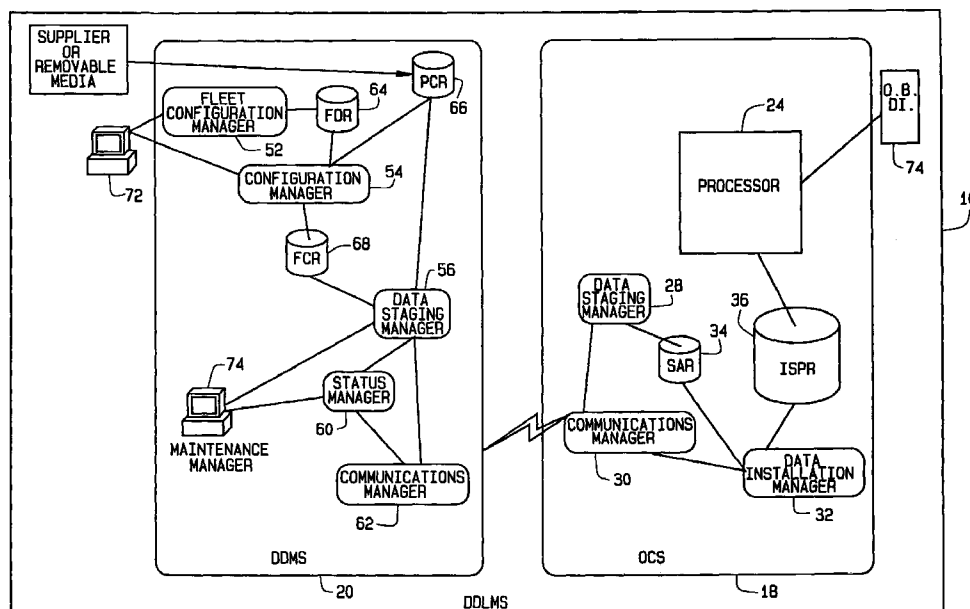 SUPPLIER
OR
REMOVABLE
MEDIA
PCR
66
64
FLEET
CONFIGURATION
MANAGER
FDR
52
72
CONFIGURATION
MANAGER
54
68
FCR
56
DATA
STAGING
MANAGER
74
STATUS
MANAGER
60
MAINTENANCE
MANAGER
COMMUNICATIONS
MANAGER
62
DDMS
20
24
PROCESSOR
O.B.
DI.
74
DATA
STAGING
MANAGER
28
34
SAR
36
ISPR
COMMUNICATIONS
MANAGER
30
DATA
INSTALLATION
MANAGER
32
OCS
18
DDLMS